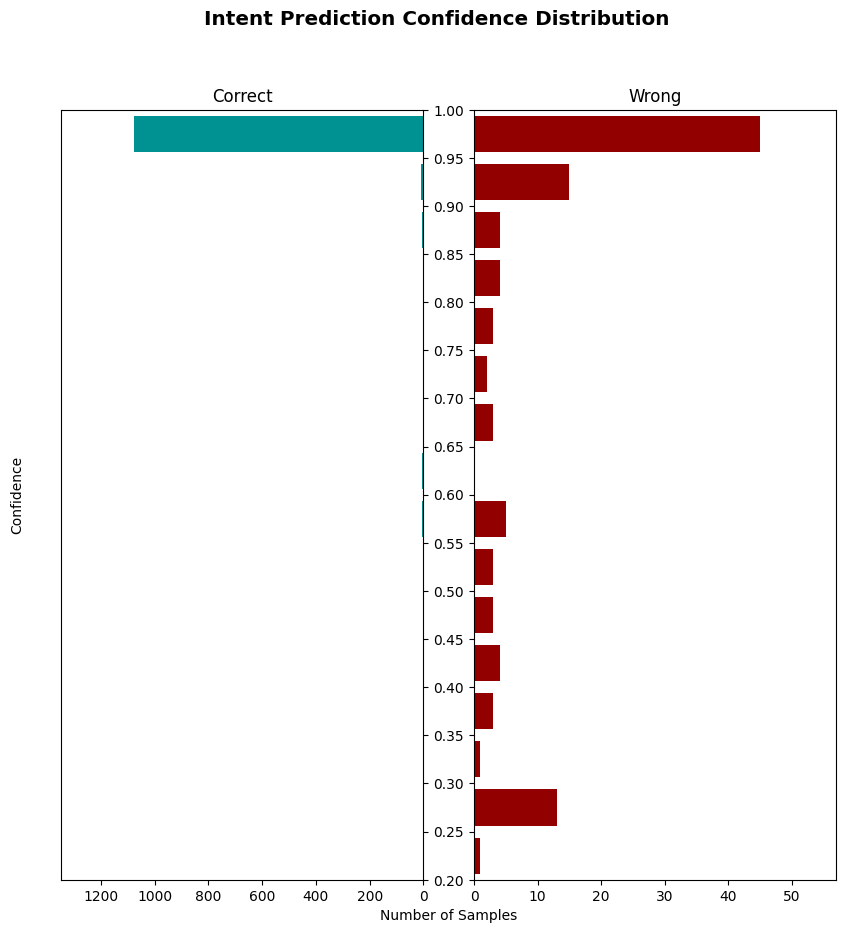 Intent Prediction Confidence Distribution
Correct
Wrong
1.00
0.95
0.90
0.85
0.80
0.75
0.70
0.65
0.60
0.55
0.50
0.45
0.40
0.35
0.30
0.25
0.20
Confidence
1200 1000 800 600 400 200 0
0 10 20 30 40 50
Number of Samples